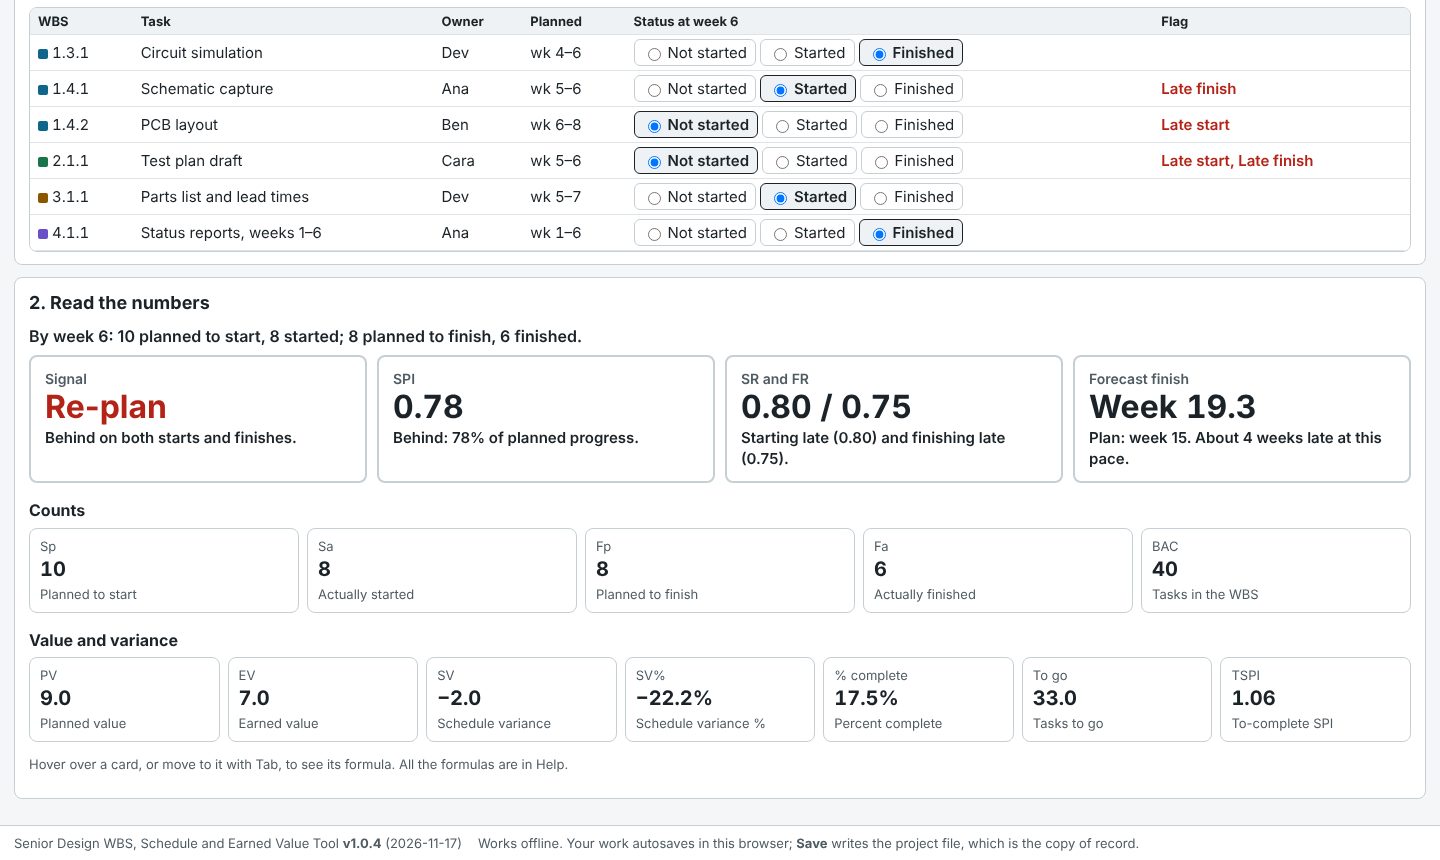 WBS Task Owner Planned Status at week 6 Flag
1.3.1 Circuit simulation Dev wk 4–6 Not started Started Finished
1.4.1 Schematic capture Ana wk 5–6 Not started Started Finished Late finish
1.4.2 PCB layout Ben wk 6–8 Not started Started Finished Late start
2.1.1 Test plan draft Cara wk 5–6 Not started Started Finished Late start, Late finish
3.1.1 Parts list and lead times Dev wk 5–7 Not started Started Finished
4.1.1 Status reports, weeks 1–6 Ana wk 1–6 Not started Started Finished
2. Read the numbers
By week 6: 10 planned to start, 8 started; 8 planned to finish, 6 finished.
Signal
Re-plan
Behind on both starts and finishes.
SPI
0.78
Behind: 78% of planned progress.
SR and FR
0.80 / 0.75
Starting late (0.80) and finishing late
(0.75).
Forecast finish
Week 19.3
Plan: week 15. About 4 weeks late at this
pace.
Counts
Sp
10
Planned to start
Sa
8
Actually started
Fp
8
Planned to finish
Fa
6
Actually finished
BAC
40
Tasks in the WBS
Value and variance
PV
9.0
Planned value
EV
7.0
Earned value
SV
−2.0
Schedule variance
SV%
−22.2%
Schedule variance %
% complete
17.5%
Percent complete
To go
33.0
Tasks to go
TSPI
1.06
To-complete SPI
Hover over a card, or move to it with Tab, to see its formula. All the formulas are in Help.
Senior Design WBS, Schedule and Earned Value Tool v1.0.4 (2026-11-17) Works offline. Your work autosaves in this browser; Save writes the project file, which is the copy of record.